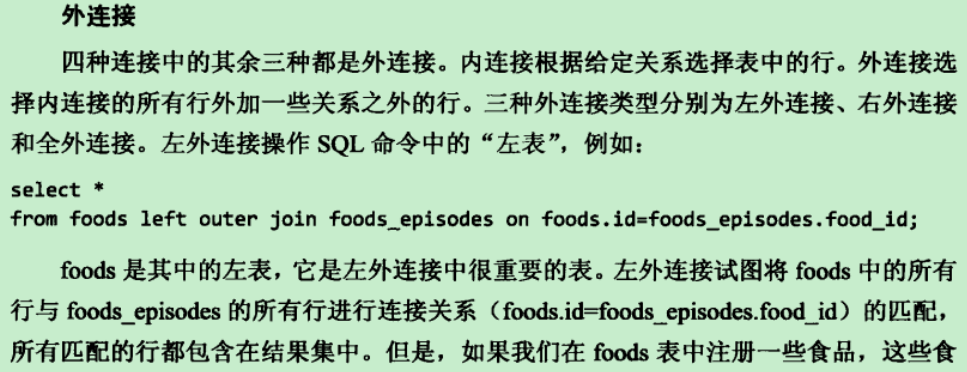 外连接
四种连接中的其余三种都是外连接。内连接根据给定关系选择表中的行。外连接选
择内连接的所有行外加一些关系之外的行。三种外连接类型分别为左外连接、右外连接
和全外连接。左外连接操作 SQL 命令中的“左表”，例如：
select *
from foods left outer join foods_episodes on foods.id=foods_episodes.food_id;
foods 是其中的左表，它是左外连接中很重要的表。左外连接试图将 foods 中的所有
行与 foods_episodes 的所有行进行连接关系（foods.id=foods_episodes.food_id）的匹配，
所有匹配的行都包含在结果集中。但是，如果我们在 foods 表中注册一些食品，这些食